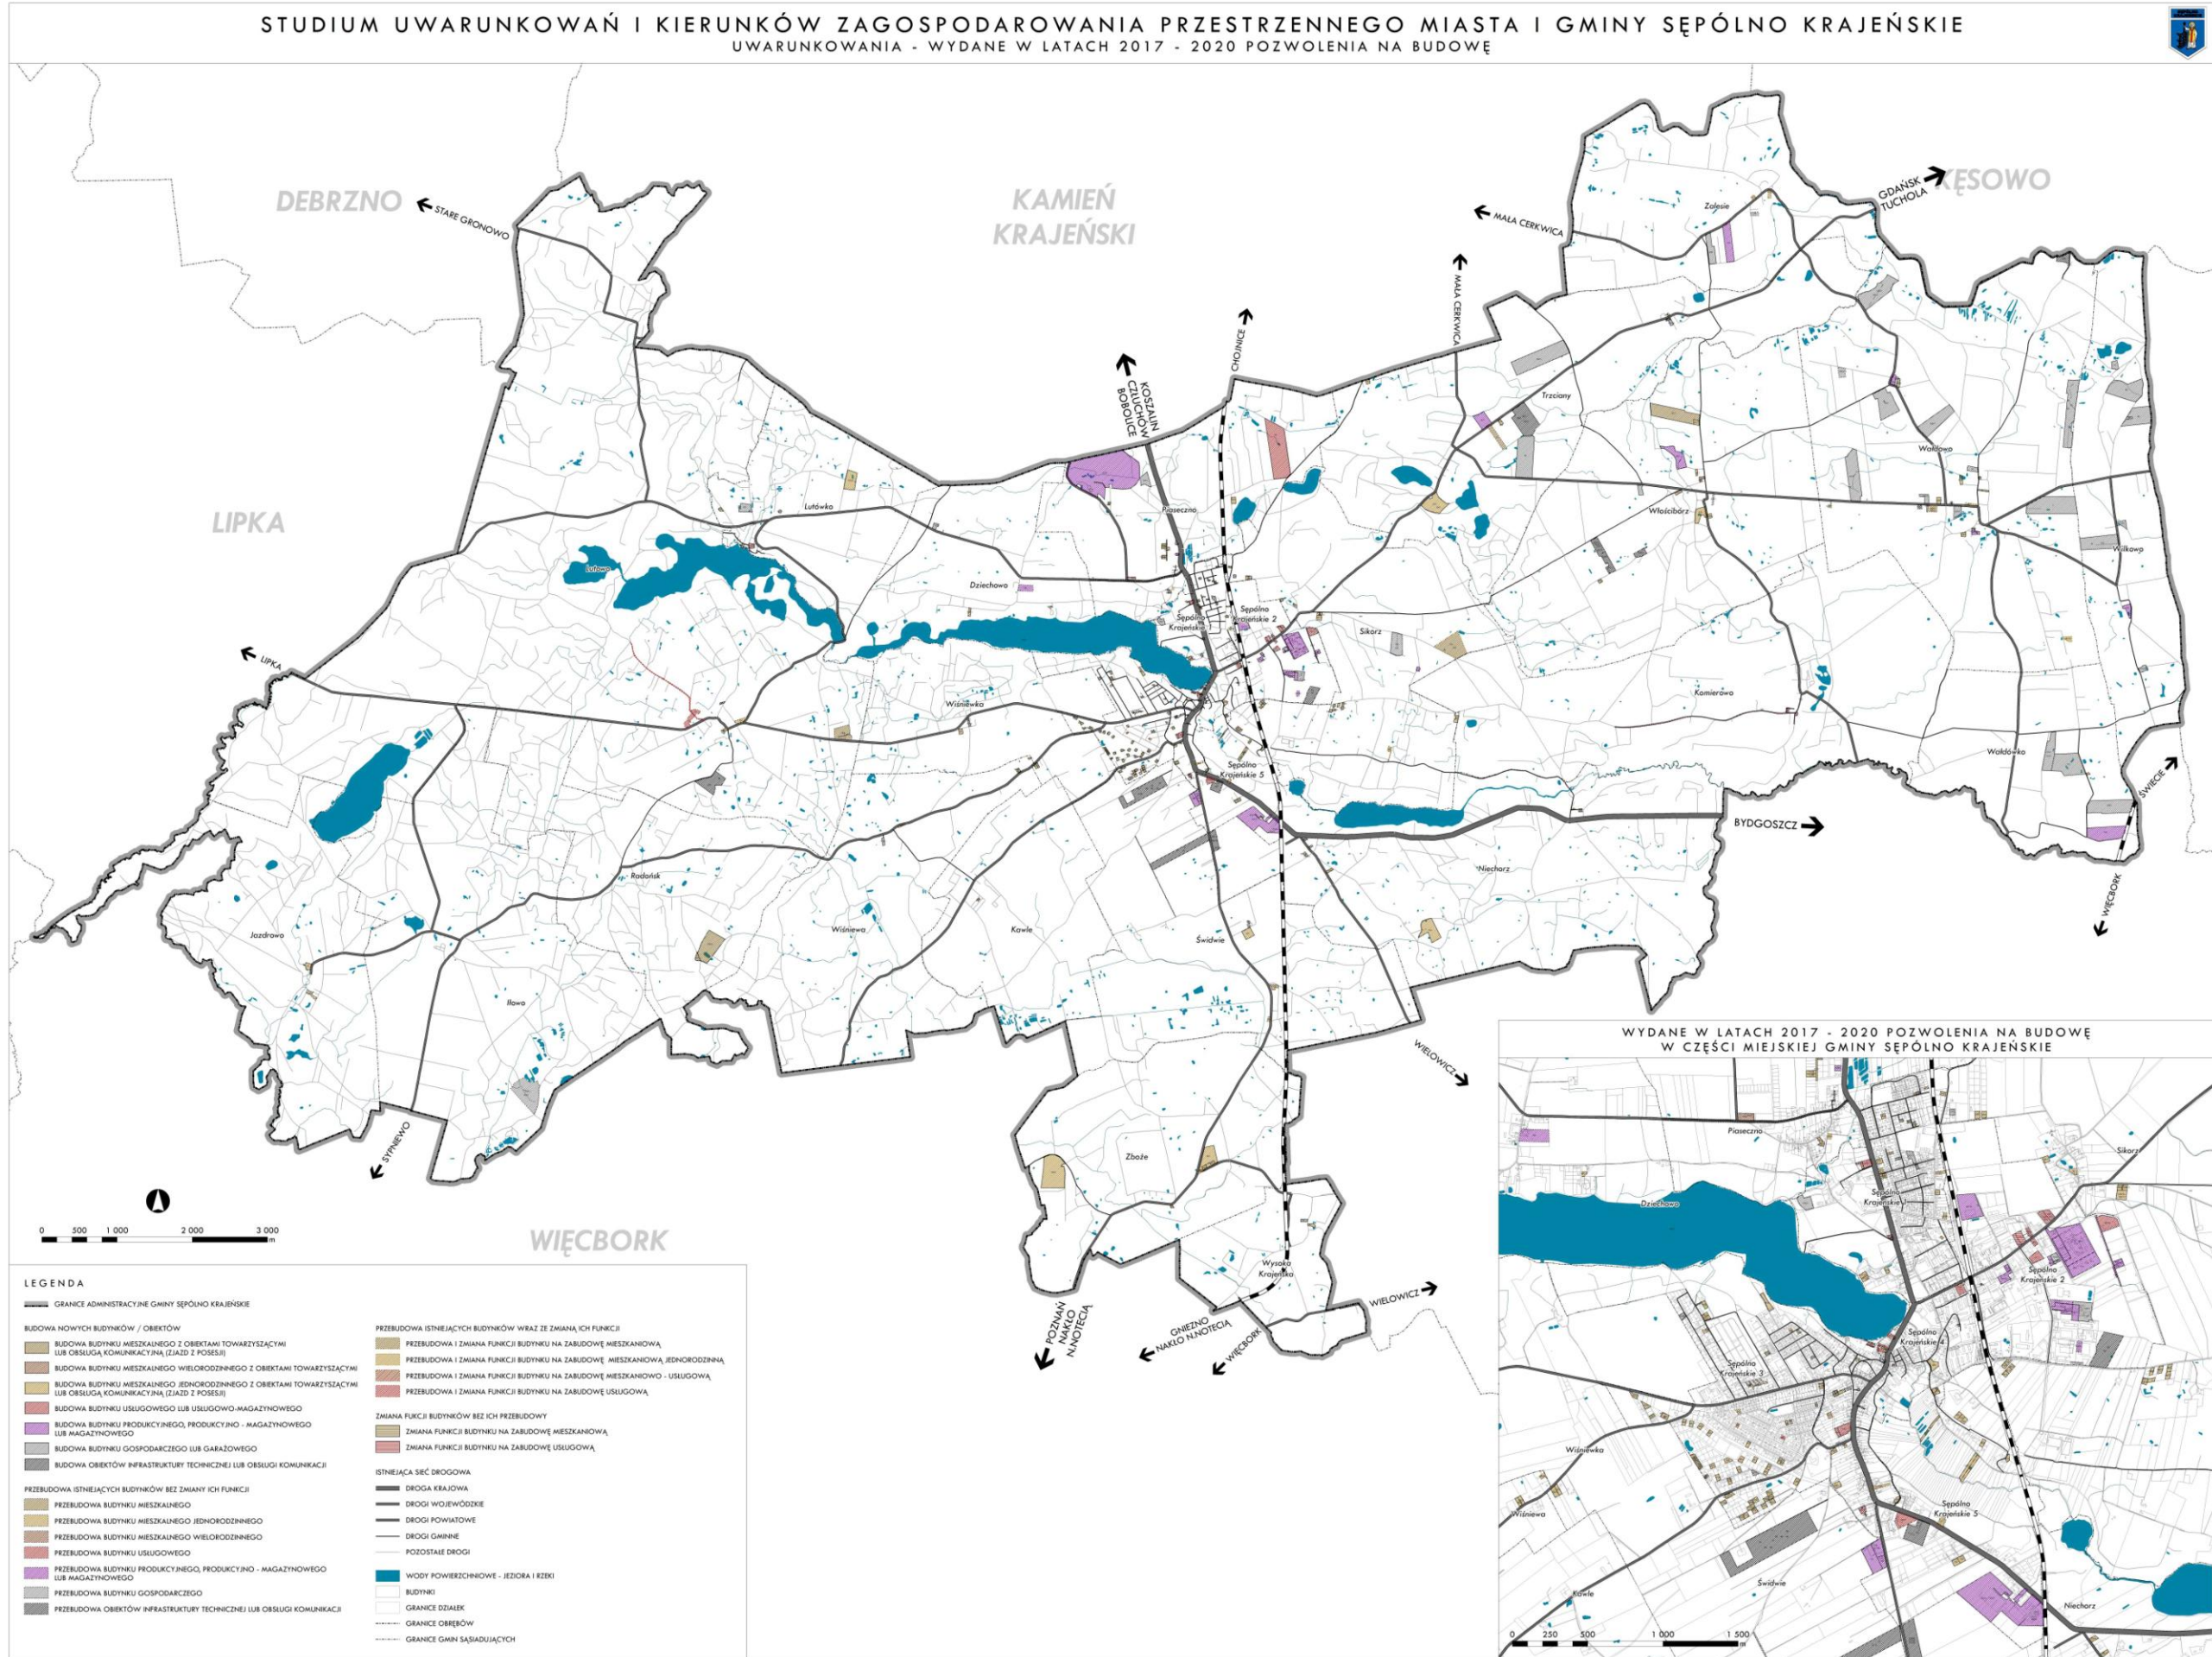 STUDIUM UWARUNKOWAŃ I KIERUNKÓW ZAGOSPODAROWANIA PRZESTRZENNEGO MIASTA I GMINY SĘPÓLNO KRAJEŃSKIE
UWARUNKOWANIA - WYDANE W LATACH 2017 - 2020 POZWOLENIA NA BUDOWĘ
DEBRZNO
STARE GRONOWO
KAMIEŃ
KRAJEŃSKI
MAŁA CERKWICA
MAŁA CERKWICA
GDAŃSK
TUCHOLA
KĘSOWO
Zalesie
CHOJNICE
KOSZALIN
CZŁUCHÓW
BOBOLICE
Trzciany
LIPKA
Lutówko
Piaseczno
Włościbórz
Wałdowo
Wilkowo
Lutowo
Dziechowo
Sępólno
Krajeńskie 1
Sępólno
Krajeńskie 2
Sikorz
LIPKA
Wiśniewka
Komierowo
Wałdówko
Sępólno
Krajeńskie 5
ŚWIECIE
BYDGOSZCZ
Radońsk
Niechorz
WIĘCBORK
Jazdrowo
Wiśniewa
Kawle
Świdwie
Iłowo
SYPNIEWO
WIELOWICZ
Zboże
WIĘCBORK
Wysoka
Krajeńska
WIELOWICZ
POZNAŃ
NAKŁO
N.NOTECIĄ
GNIEZNO
NAKŁO N.NOTECIĄ
WIĘCBORK
0 500 1 000 2 000 3 000
m
LEGENDA
GRANICE ADMINISTRACYJNE GMINY SĘPÓLNO KRAJEŃSKIE
BUDOWA NOWYCH BUDYNKÓW / OBIEKTÓW
BUDOWA BUDYNKU MIESZKALNEGO Z OBIEKTAMI TOWARZYSZĄCYMI
LUB OBSŁUGĄ KOMUNIKACYJNĄ (ZJAZD Z POSESJI)
BUDOWA BUDYNKU MIESZKALNEGO WIELORODZINNEGO Z OBIEKTAMI TOWARZYSZĄCYMI
BUDOWA BUDYNKU MIESZKALNEGO JEDNORODZINNEGO Z OBIEKTAMI TOWARZYSZĄCYMI
LUB OBSŁUGĄ KOMUNIKACYJNĄ (ZJAZD Z POSESJI)
BUDOWA BUDYNKU USŁUGOWEGO LUB USŁUGOWO-MAGAZYNOWEGO
BUDOWA BUDYNKU PRODUKCYJNEGO, PRODUKCYJNO - MAGAZYNOWEGO
LUB MAGAZYNOWEGO
BUDOWA BUDYNKU GOSPODARCZEGO LUB GARAŻOWEGO
BUDOWA OBIEKTÓW INFRASTRUKTURY TECHNICZNEJ LUB OBSŁUGI KOMUNIKACJI
PRZEBUDOWA ISTNIEJĄCYCH BUDYNKÓW BEZ ZMIANY ICH FUNKCJI
PRZEBUDOWA BUDYNKU MIESZKALNEGO
PRZEBUDOWA BUDYNKU MIESZKALNEGO JEDNORODZINNEGO
PRZEBUDOWA BUDYNKU MIESZKALNEGO WIELORODZINNEGO
PRZEBUDOWA BUDYNKU USŁUGOWEGO
PRZEBUDOWA BUDYNKU PRODUKCYJNEGO, PRODUKCYJNO - MAGAZYNOWEGO
LUB MAGAZYNOWEGO
PRZEBUDOWA BUDYNKU GOSPODARCZEGO
PRZEBUDOWA OBIEKTÓW INFRASTRUKTURY TECHNICZNEJ LUB OBSŁUGI KOMUNIKACJI
PRZEBUDOWA ISTNIEJĄCYCH BUDYNKÓW WRAZ ZE ZMIANĄ ICH FUNKCJI
PRZEBUDOWA I ZMIANA FUNKCJI BUDYNKU NA ZABUDOWĘ MIESZKANIOWĄ
PRZEBUDOWA I ZMIANA FUNKCJI BUDYNKU NA ZABUDOWĘ MIESZKANIOWĄ JEDNORODZINNĄ
PRZEBUDOWA I ZMIANA FUNKCJI BUDYNKU NA ZABUDOWĘ MIESZKANIOWO - USŁUGOWĄ
PRZEBUDOWA I ZMIANA FUNKCJI BUDYNKU NA ZABUDOWĘ USŁUGOWĄ
ZMIANA FUKCJI BUDYNKÓW BEZ ICH PRZEBUDOWY
ZMIANA FUNKCJI BUDYNKU NA ZABUDOWĘ MIESZKANIOWĄ
ZMIANA FUNKCJI BUDYNKU NA ZABUDOWĘ USŁUGOWĄ
ISTNIEJĄCA SIEĆ DROGOWA
DROGA KRAJOWA
DROGI WOJEWÓDZKIE
DROGI POWIATOWE
DROGI GMINNE
POZOSTAŁE DROGI
WODY POWIERZCHNIOWE - JEZIORA I RZEKI
BUDYNKI
GRANICE DZIAŁEK
GRANICE OBRĘBÓW
GRANICE GMIN SĄSIADUJĄCYCH
WYDANE W LATACH 2017 - 2020 POZWOLENIA NA BUDOWĘ
W CZĘŚCI MIEJSKIEJ GMINY SĘPÓLNO KRAJEŃSKIE
Piaseczno
Sikorz
Dziechowo
Sępólno
Krajeńskie 1
Sępólno
Krajeńskie 2
Sępólno
Krajeńskie 4
Sępólno
Krajeńskie 3
Wiśniewka
Wiśniewa
Sępólno
Krajeńskie 5
Świdwie
Kawle
Niechorz
0 250 500 1 000 1 500
m